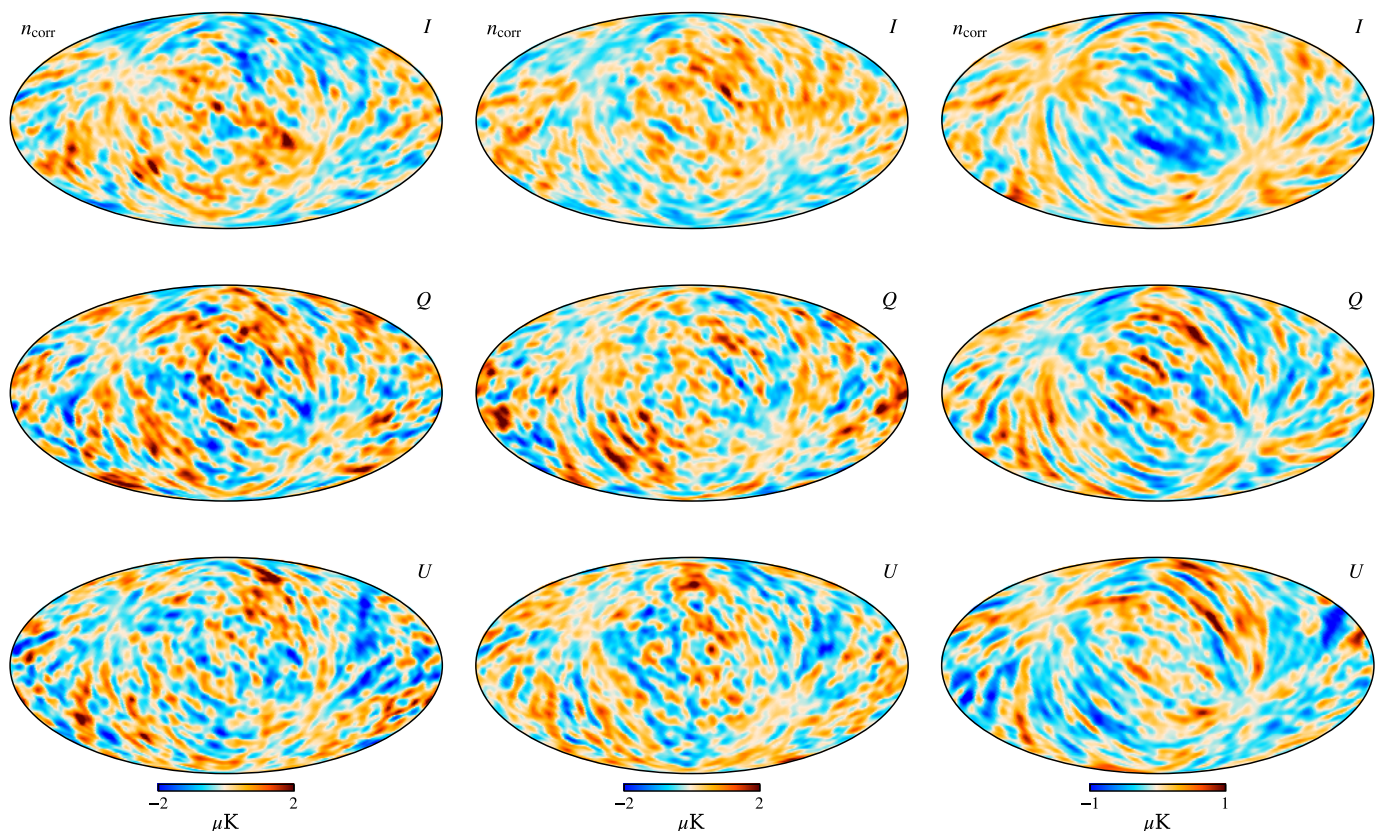 n_corr I n_corr I n_corr I
Q Q Q
U U U
−2 2 −2 2 −1 1
μK μK μK